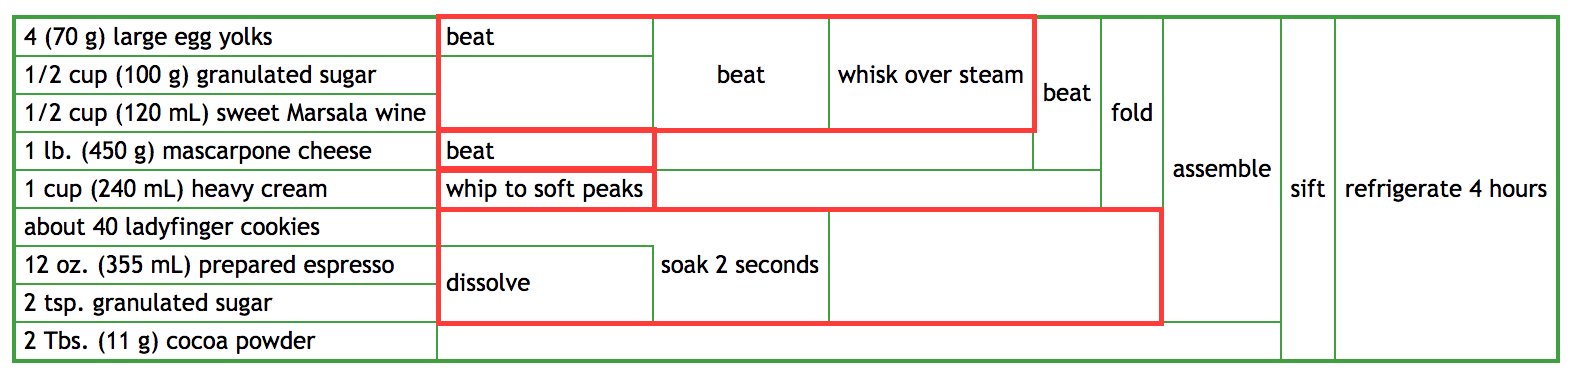 4 (70 g) large egg yolks
beat
1/2 cup (100 g) granulated sugar
beat
whisk over steam
1/2 cup (120 mL) sweet Marsala wine
beat
fold
1 lb. (450 g) mascarpone cheese
beat
1 cup (240 mL) heavy cream
whip to soft peaks
assemble
sift
refrigerate 4 hours
about 40 ladyfinger cookies
12 oz. (355 mL) prepared espresso
dissolve
soak 2 seconds
2 tsp. granulated sugar
2 Tbs. (11 g) cocoa powder